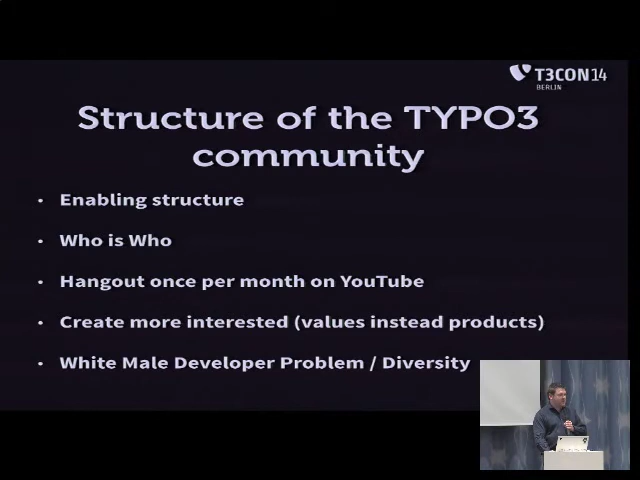 T3CON14
BERLIN
Structure of the TYPO3
community
• Enabling structure
• Who is Who
• Hangout once per month on YouTube
• Create more interested (values instead products)
• White Male Developer Problem / Diversity